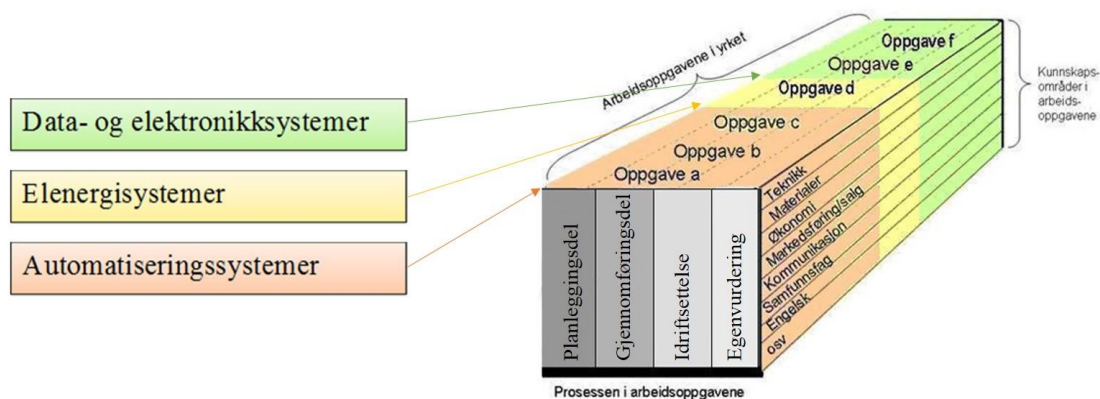 Data- og elektronikksystemer
Elenergisystemer
Automatiseringssystemer
Arbeidsoppgavene i yrket
Oppgave f
Oppgave e
Oppgave d
Oppgave c
Oppgave b
Oppgave a
Kunnskaps-
områder i
arbeids-
oppgavene
Teknikk
Materialer
Økonomi
Markedsføring/salg
Kommunikasjon
Samfunnsfag
Engelsk
osv
Planleggingsdel
Gjennomføringsdel
Idriftsettelse
Egenvurdering
Prosessen i arbeidsoppgavene